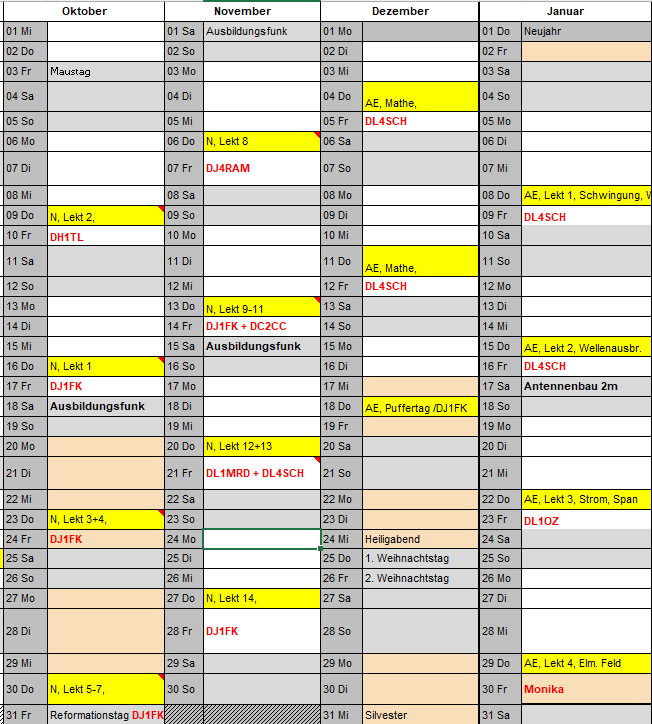 Oktober
01 Mi
02 Do
03 Fr Maustag
04 Sa
05 So
06 Mo
07 Di
08 Mi
09 Do N, Lekt 2,
10 Fr DH1TL
11 Sa
12 So
13 Mo
14 Di
15 Mi
16 Do N, Lekt 1
17 Fr DJ1FK
18 Sa Ausbildungsfunk
19 So
20 Mo
21 Di
22 Mi
23 Do N, Lekt 3+4,
24 Fr DJ1FK
25 Sa
26 So
27 Mo
28 Di
29 Mi
30 Do N, Lekt 5-7,
31 Fr Reformationstag DJ1FK
November
01 Sa Ausbildungsfunk
02 So
03 Mo
04 Di
05 Mi
06 Do N, Lekt 8
07 Fr DJ4RAM
08 Sa
09 So
10 Mo
11 Di
12 Mi
13 Do N, Lekt 9-11
14 Fr DJ1FK + DC2CC
15 Sa Ausbildungsfunk
16 So
17 Mo
18 Di
19 Mi
20 Do N, Lekt 12+13
21 Fr DL1MRD + DL4SCH
22 Sa
23 So
24 Mo
25 Di
26 Mi
27 Do N, Lekt 14,
28 Fr DJ1FK
29 Sa
30 So
Dezember
01 Mo
02 Di
03 Mi
04 Do AE, Mathe,
05 Fr DL4SCH
06 Sa
07 So
08 Mo
09 Di
10 Mi
11 Do AE, Mathe,
12 Fr DL4SCH
13 Sa
14 So
15 Mo
16 Di
17 Mi
18 Do AE, Puffertag /DJ1FK
19 Fr
20 Sa
21 So
22 Mo
23 Di
24 Mi Heiligabend
25 Do 1. Weihnachtstag
26 Fr 2. Weihnachtstag
27 Sa
28 So
29 Mo
30 Di
31 Mi Silvester
Januar
01 Do Neujahr
02 Fr
03 Sa
04 So
05 Mo
06 Di
07 Mi
08 Do AE, Lekt 1, Schwingung, W
09 Fr DL4SCH
10 Sa
11 So
12 Mo
13 Di
14 Mi
15 Do AE, Lekt 2, Wellenausbr.
16 Fr DL4SCH
17 Sa Antennenbau 2m
18 So
19 Mo
20 Di
21 Mi
22 Do AE, Lekt 3, Strom, Span
23 Fr DL1OZ
24 Sa
25 So
26 Mo
27 Di
28 Mi
29 Do AE, Lekt 4, Elm. Feld
30 Fr Monika
31 Sa